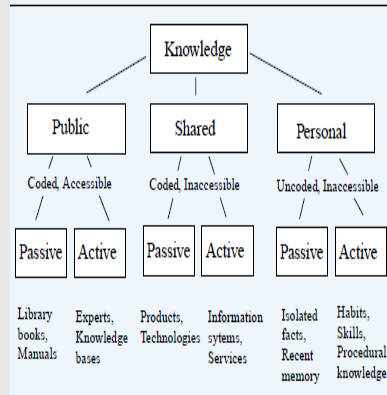 Knowledge
Public Shared Personal
Coded, Accessible Coded, Inaccessible Uncoded, Inaccessible
Passive Active Passive Active Passive Active
Library
books,
Manuals
Experts,
Knowledge
bases
Products,
Technologies
Information
sytems,
Services
Isolated
facts,
Recent
memory
Habits,
Skills,
Procedural
knowledge